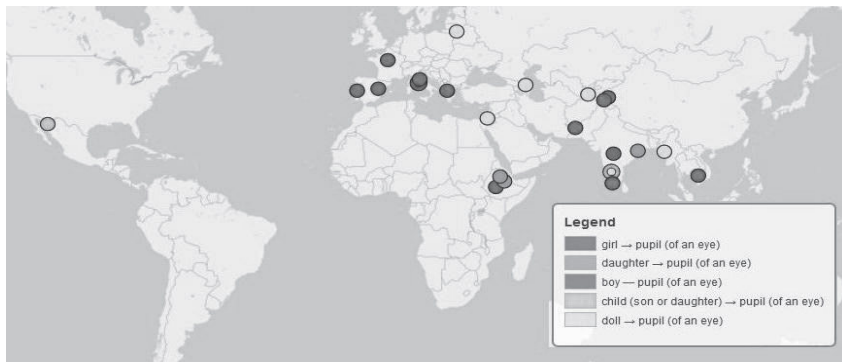 Legend
girl → pupil (of an eye)
daughter → pupil (of an eye)
boy — pupil (of an eye)
child (son or daughter) → pupil (of an eye)
doll → pupil (of an eye)